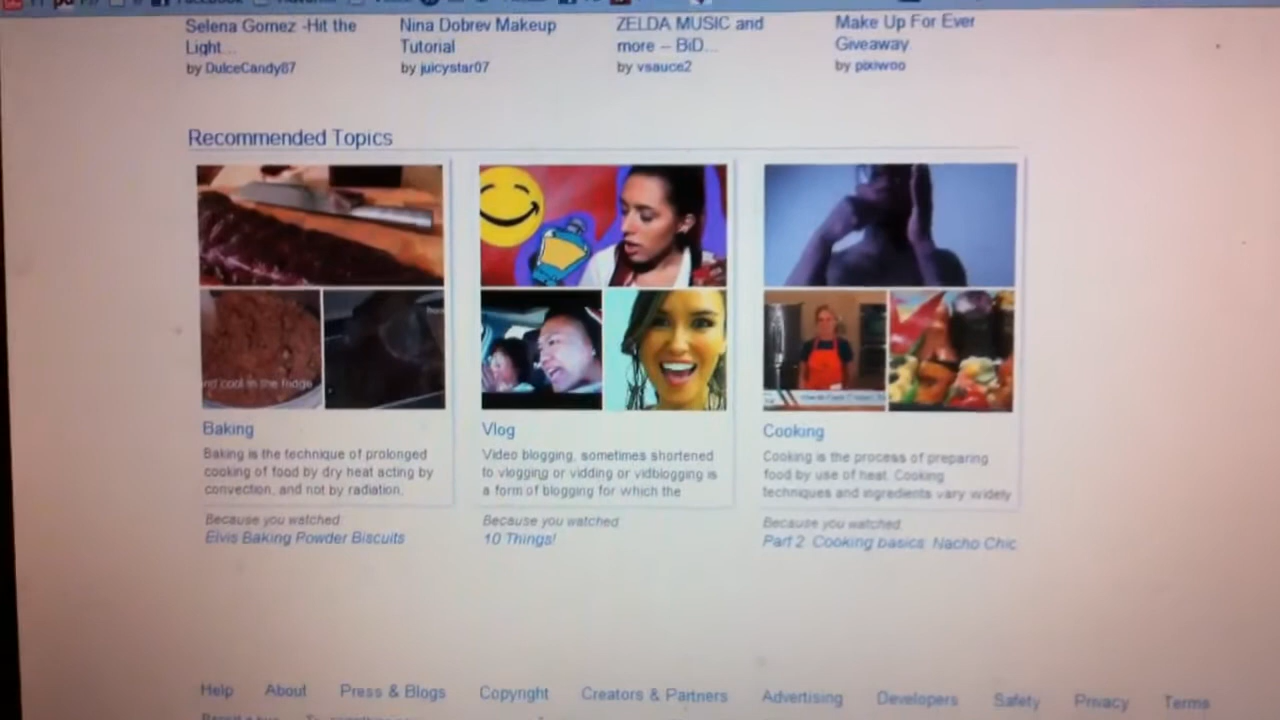 Selena Gomez -Hit the
Light...
by DulceCandy87
Nina Dobrev Makeup
Tutorial
by juicystar07
ZELDA MUSIC and
more -- BiD...
by vsauce2
Make Up For Ever
Giveaway
by pixiwoo
Recommended Topics
nd cool in the fridge
Baking
Baking is the technique of prolonged
cooking of food by dry heat acting by
convection, and not by radiation,
Because you watched
Elvis Baking Powder Biscuits
Vlog
Video blogging, sometimes shortened
to vlogging or vidding or vidblogging is
a form of blogging for which the
Because you watched
10 Things!
Cooking
Cooking is the process of preparing
food by use of heat. Cooking
techniques and ingredients vary widely
Because you watched
Part 2: Cooking basics: Nacho Chic
Help About Press & Blogs Copyright Creators & Partners Advertising Developers Safety Privacy Terms